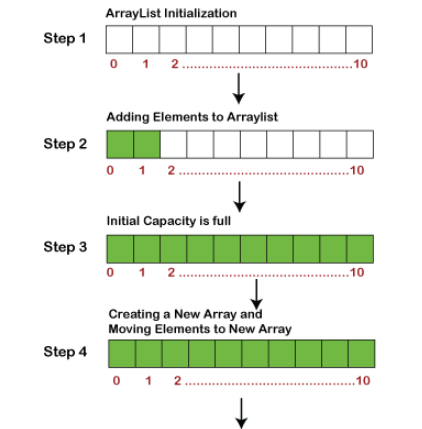 ArrayList Initialization
Step 1
0 1 2 ...............................................10
Adding Elements to Arraylist
Step 2
0 1 2 ...............................................10
Initial Capacity is full
Step 3
0 1 2 ...............................................10
Creating a New Array and
Moving Elements to New Array
Step 4
0 1 2 ...............................................10